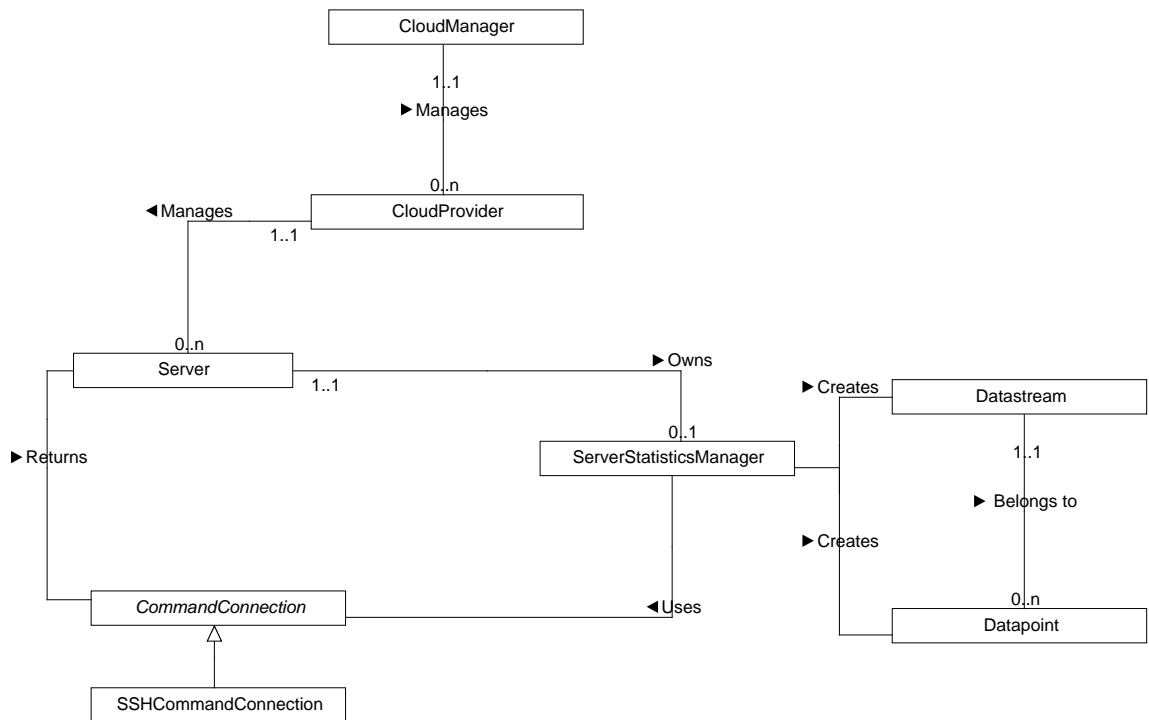 CloudManager
1..1
►Manages
0..n
CloudProvider
◄Manages
1..1
0..n
Server
1..1
►Owns
0..1
ServerStatisticsManager
►Creates
Datastream
1..1
► Belongs to
►Creates
0..n
Datapoint
►Returns
CommandConnection
◄Uses
SSHCommandConnection